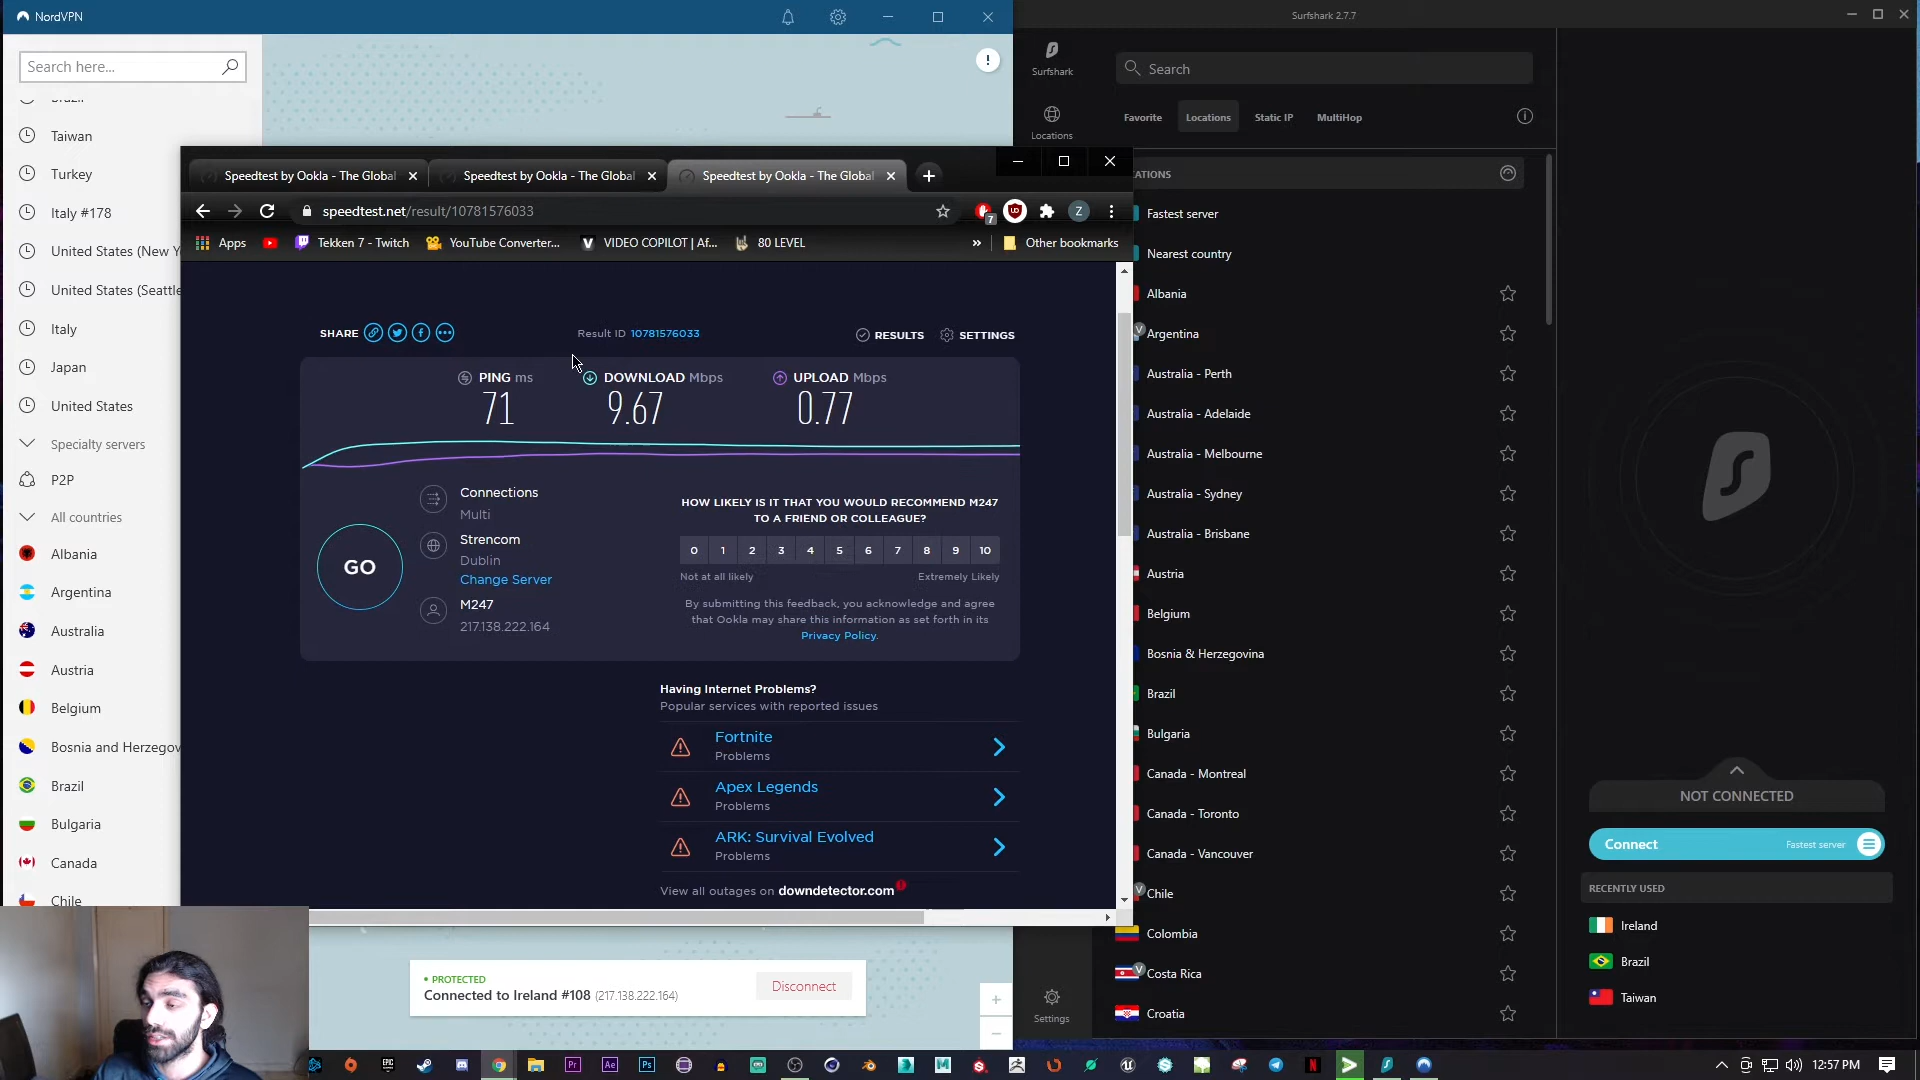 NordVPN
Search here...
Brazil
Taiwan
Turkey
Italy #178
United States (New Y
United States (Seattle
Italy
Japan
United States
Specialty servers
P2P
All countries
Albania
Argentina
Australia
Austria
Belgium
Bosnia and Herzegov
Brazil
Bulgaria
Canada
Chile
Speedtest by Ookla - The Global
Speedtest by Ookla - The Global
Speedtest by Ookla - The Global
speedtest.net/result/10781576033
7
Z
Apps
Tekken 7 - Twitch
YouTube Converter...
VIDEO COPILOT | Af...
80 LEVEL
»
Other bookmarks
SHARE
Result ID 10781576033
RESULTS
SETTINGS
PING ms
71
DOWNLOAD Mbps
9.67
UPLOAD Mbps
0.77
GO
Connections
Multi
Strencom
Dublin
Change Server
M247
217.138.222.164
HOW LIKELY IS IT THAT YOU WOULD RECOMMEND M247
TO A FRIEND OR COLLEAGUE?
0 1 2 3 4 5 6 7 8 9 10
Not at all likely
Extremely Likely
By submitting this feedback, you acknowledge and agree
that Ookla may share this information as set forth in its
Privacy Policy.
Having Internet Problems?
Popular services with reported issues
Fortnite
Problems
Apex Legends
Problems
ARK: Survival Evolved
Problems
View all outages on downdetector.com
PROTECTED
Connected to Ireland #108 (217.138.222.164)
Disconnect
Surfshark 2.7.7
Surfshark
Locations
Settings
Search
Favorite
Locations
Static IP
MultiHop
ATIONS
Fastest server
Nearest country
Albania
Argentina
Australia - Perth
Australia - Adelaide
Australia - Melbourne
Australia - Sydney
Australia - Brisbane
Austria
Belgium
Bosnia & Herzegovina
Brazil
Bulgaria
Canada - Montreal
Canada - Toronto
Canada - Vancouver
Chile
Colombia
Costa Rica
Croatia
NOT CONNECTED
Connect
Fastest server
RECENTLY USED
Ireland
Brazil
Taiwan
EPIC
Pr
Ae
Ps
12:57 PM